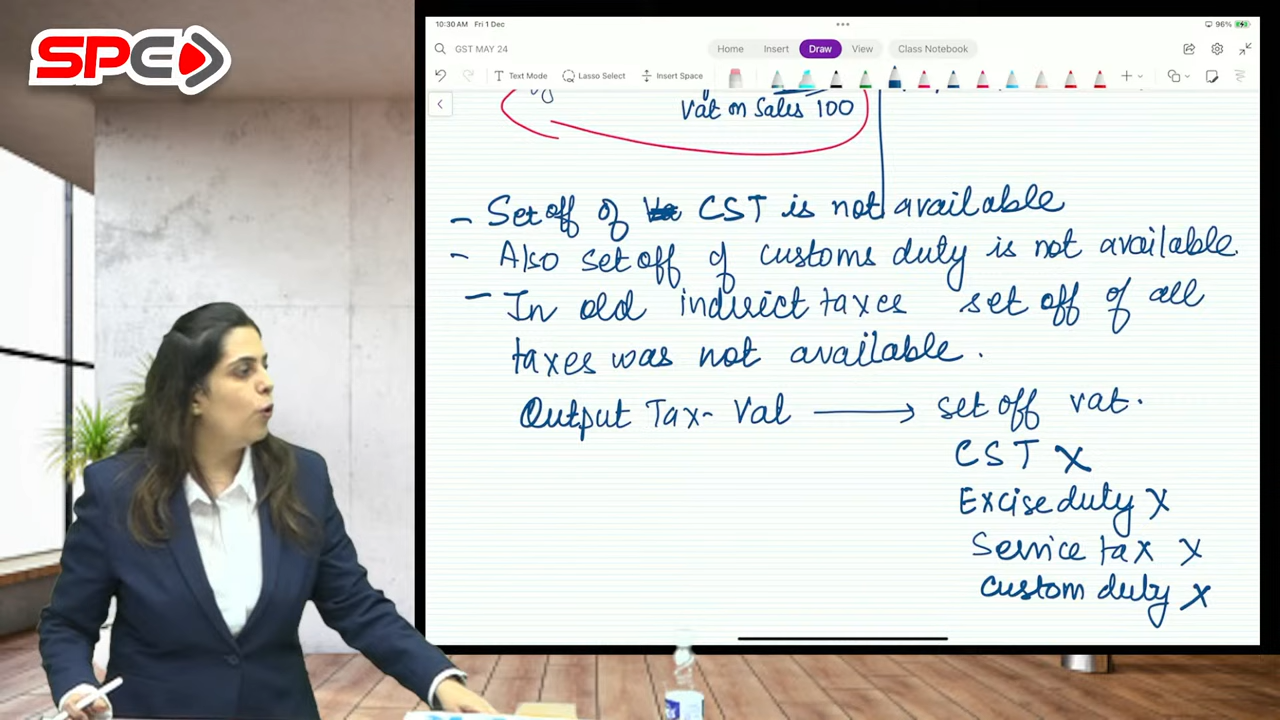 SPED
10:30 AM Fri 1 Dec
96%
GST MAY 24
Home Insert Draw View Class Notebook
Text Mode Lasso Select Insert Space
Vat on Sales 100
- Set off of CST is not available
- Also set off of customs duty is not available.
- In old indirect taxes set off of all
taxes was not available.
Output Tax- Vat → set off vat.
CST X
Excise duty X
Service tax X
Custom duty X